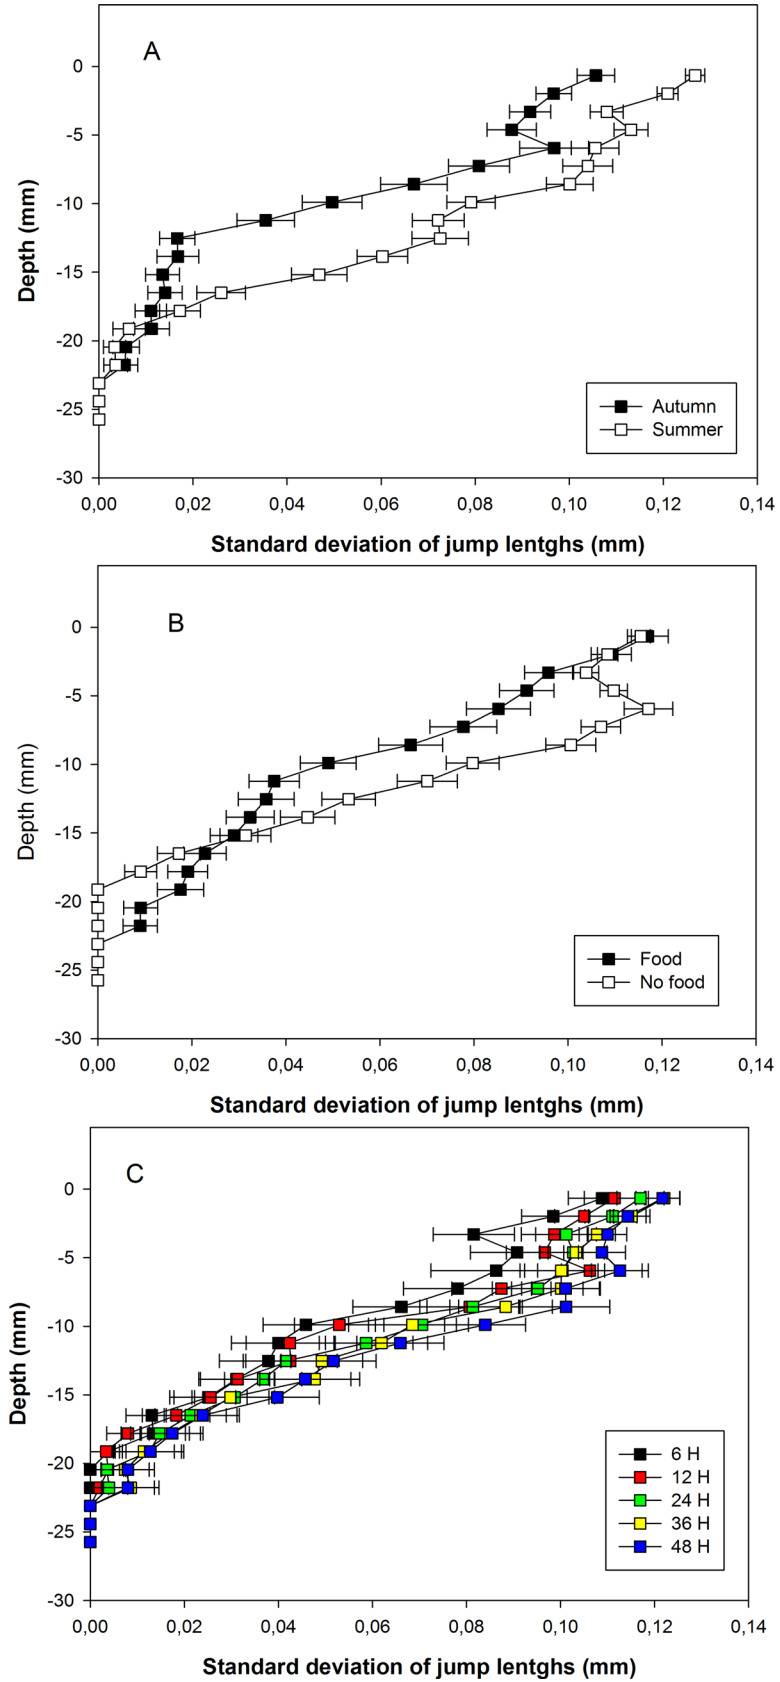 A
0
-5
-10
-15
-20
-25
-30
Depth (mm)
0,00 0,02 0,04 0,06 0,08 0,10 0,12 0,14
Standard deviation of jump lentghs (mm)
Autumn
Summer
B
0
-5
-10
-15
-20
-25
-30
Depth (mm)
0,00 0,02 0,04 0,06 0,08 0,10 0,12 0,14
Standard deviation of jump lentghs (mm)
Food
No food
C
0
-5
-10
-15
-20
-25
-30
Depth (mm)
0,00 0,02 0,04 0,06 0,08 0,10 0,12 0,14
Standard deviation of jump lentghs (mm)
6 H
12 H
24 H
36 H
48 H